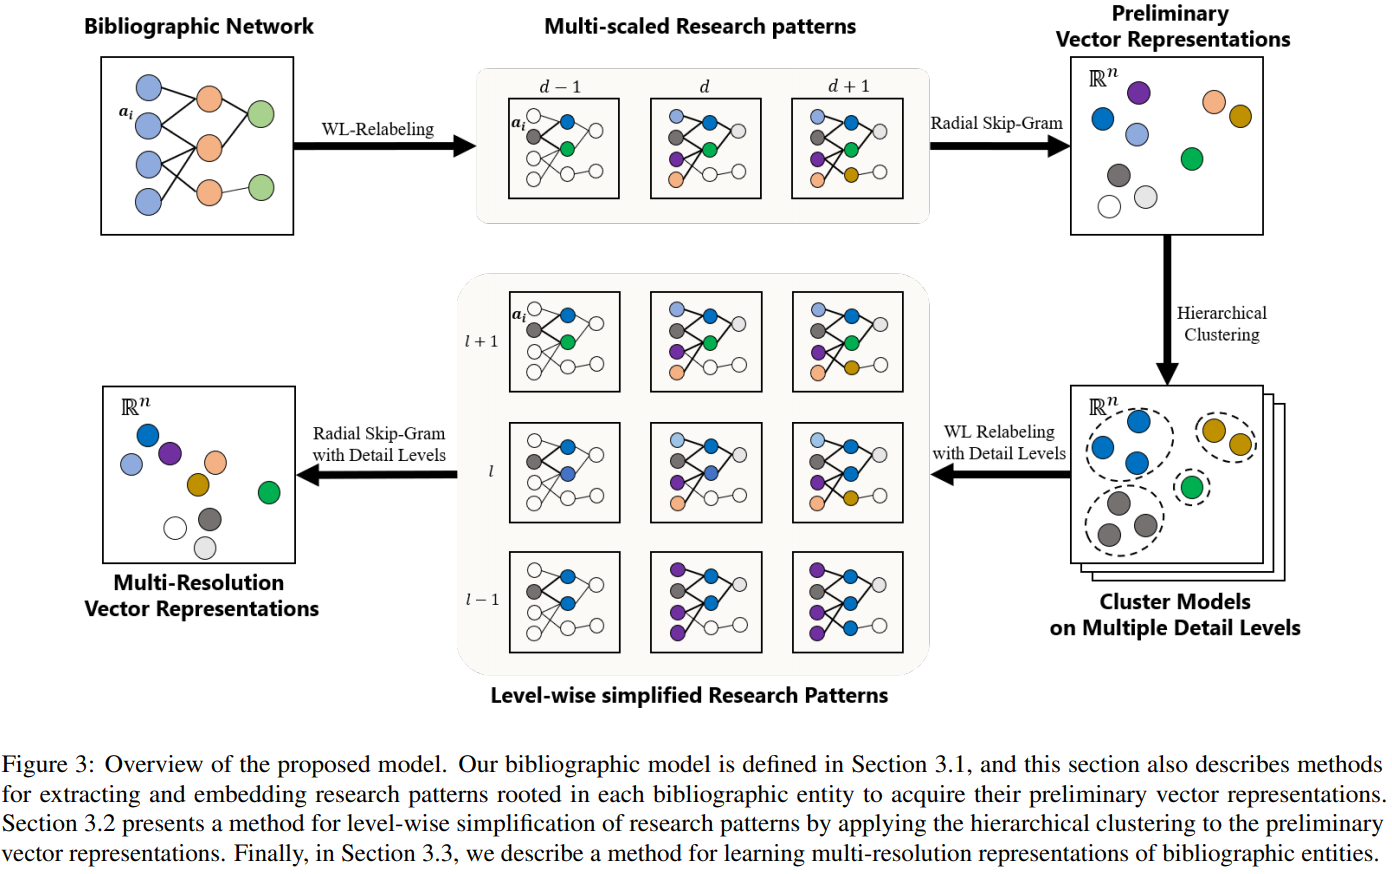 Bibliographic Network
Multi-scaled Research patterns
Preliminary
Vector Representations
a_i
WL-Relabeling
d − 1
d
d + 1
a_i
Radial Skip-Gram
ℝⁿ
Hierarchical
Clustering
l + 1
a_i
l
l − 1
ℝⁿ
Radial Skip-Gram
with Detail Levels
WL Relabeling
with Detail Levels
ℝⁿ
Multi-Resolution
Vector Representations
Cluster Models
on Multiple Detail Levels
Level-wise simplified Research Patterns
Figure 3: Overview of the proposed model. Our bibliographic model is defined in Section 3.1, and this section also describes methods
for extracting and embedding research patterns rooted in each bibliographic entity to acquire their preliminary vector representations.
Section 3.2 presents a method for level-wise simplification of research patterns by applying the hierarchical clustering to the preliminary
vector representations. Finally, in Section 3.3, we describe a method for learning multi-resolution representations of bibliographic entities.